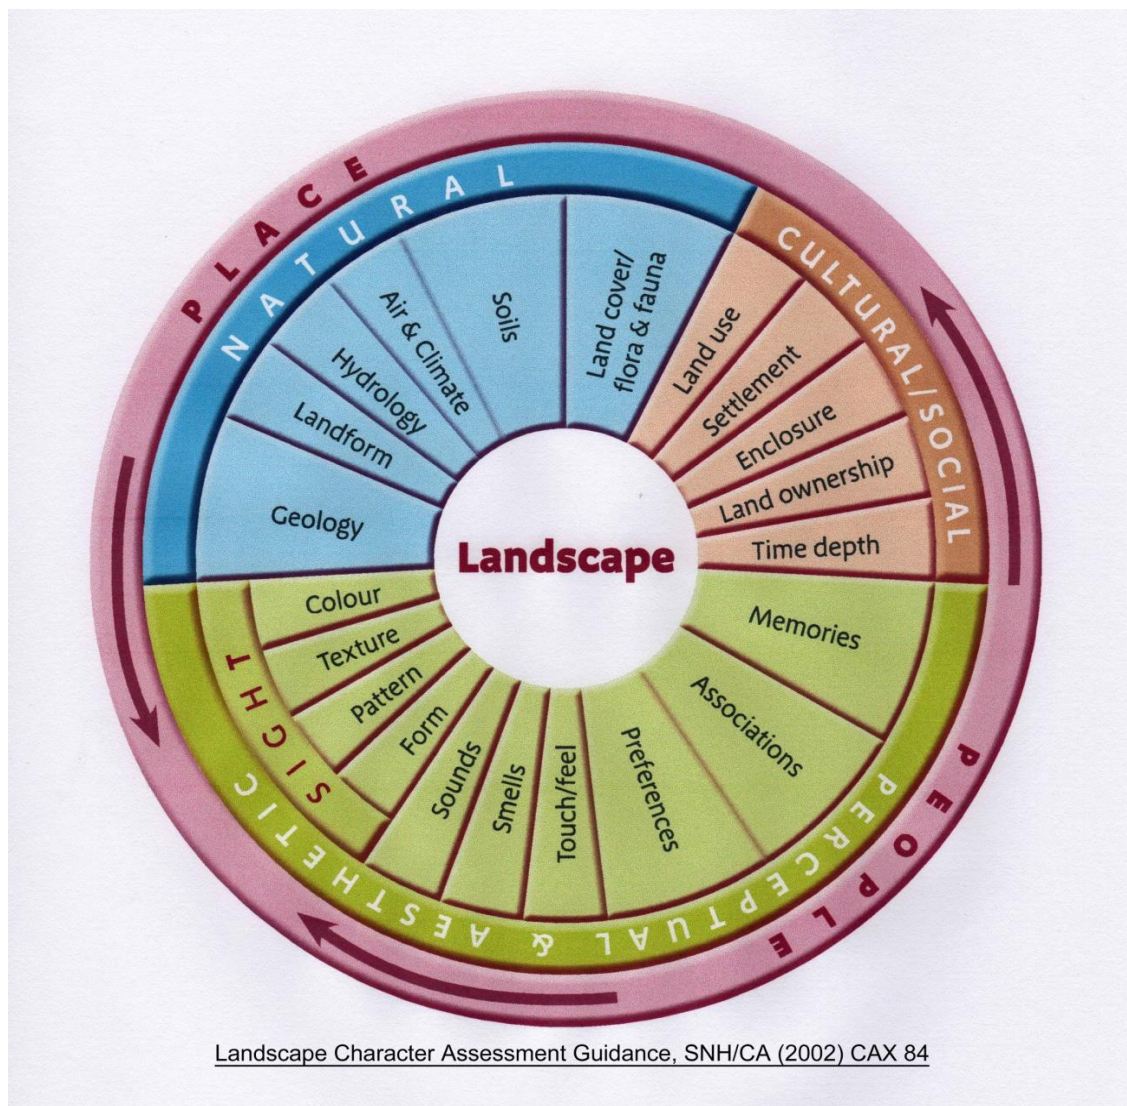 PLACE
NATURAL
Geology
Landform
Hydrology
Air & Climate
Soils
Land cover/
flora & fauna
CULTURAL/SOCIAL
Land use
Settlement
Enclosure
Land ownership
Time depth
Landscape
PEOPLE
PERCEPTUAL & AESTHETIC
Memories
Associations
Preferences
Touch/feel
Smells
Sounds
SIGHT
Form
Pattern
Texture
Colour
Landscape Character Assessment Guidance, SNH/CA (2002) CAX 84